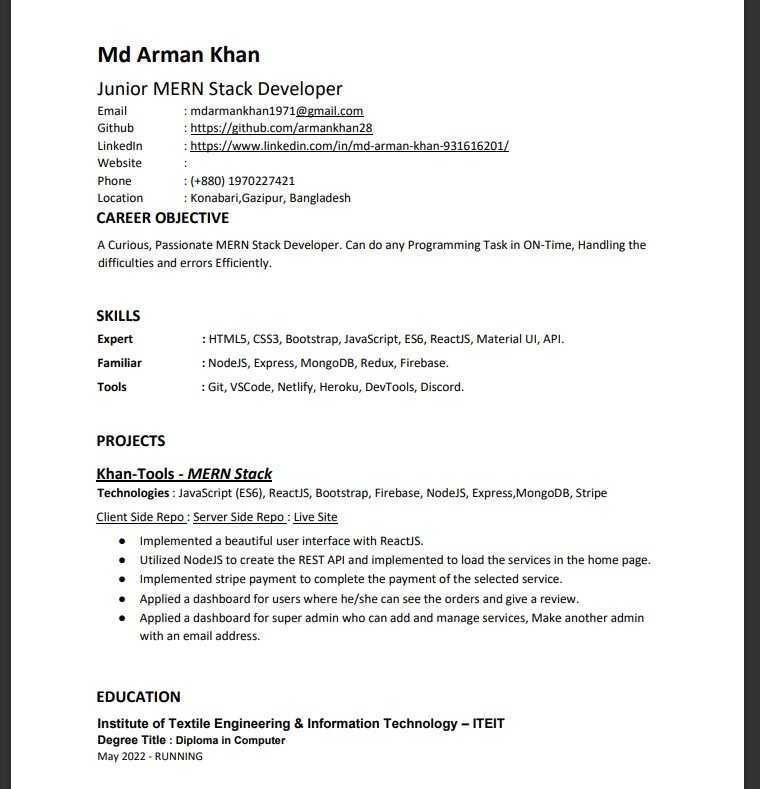 Md Arman Khan
Junior MERN Stack Developer
Email : mdarmankhan1971@gmail.com
Github : https://github.com/armankhan28
LinkedIn : https://www.linkedin.com/in/md-arman-khan-931616201/
Website :
Phone : (+880) 1970227421
Location : Konabari,Gazipur, Bangladesh
CAREER OBJECTIVE
A Curious, Passionate MERN Stack Developer. Can do any Programming Task in ON-Time, Handling the
difficulties and errors Efficiently.
SKILLS
Expert : HTML5, CSS3, Bootstrap, JavaScript, ES6, ReactJS, Material UI, API.
Familiar : NodeJS, Express, MongoDB, Redux, Firebase.
Tools : Git, VSCode, Netlify, Heroku, DevTools, Discord.
PROJECTS
Khan-Tools - MERN Stack
Technologies : JavaScript (ES6), ReactJS, Bootstrap, Firebase, NodeJS, Express,MongoDB, Stripe
Client Side Repo : Server Side Repo : Live Site
● Implemented a beautiful user interface with ReactJS.
● Utilized NodeJS to create the REST API and implemented to load the services in the home page.
● Implemented stripe payment to complete the payment of the selected service.
● Applied a dashboard for users where he/she can see the orders and give a review.
● Applied a dashboard for super admin who can add and manage services, Make another admin
with an email address.
EDUCATION
Institute of Textile Engineering & Information Technology – ITEIT
Degree Title : Diploma in Computer
May 2022 - RUNNING